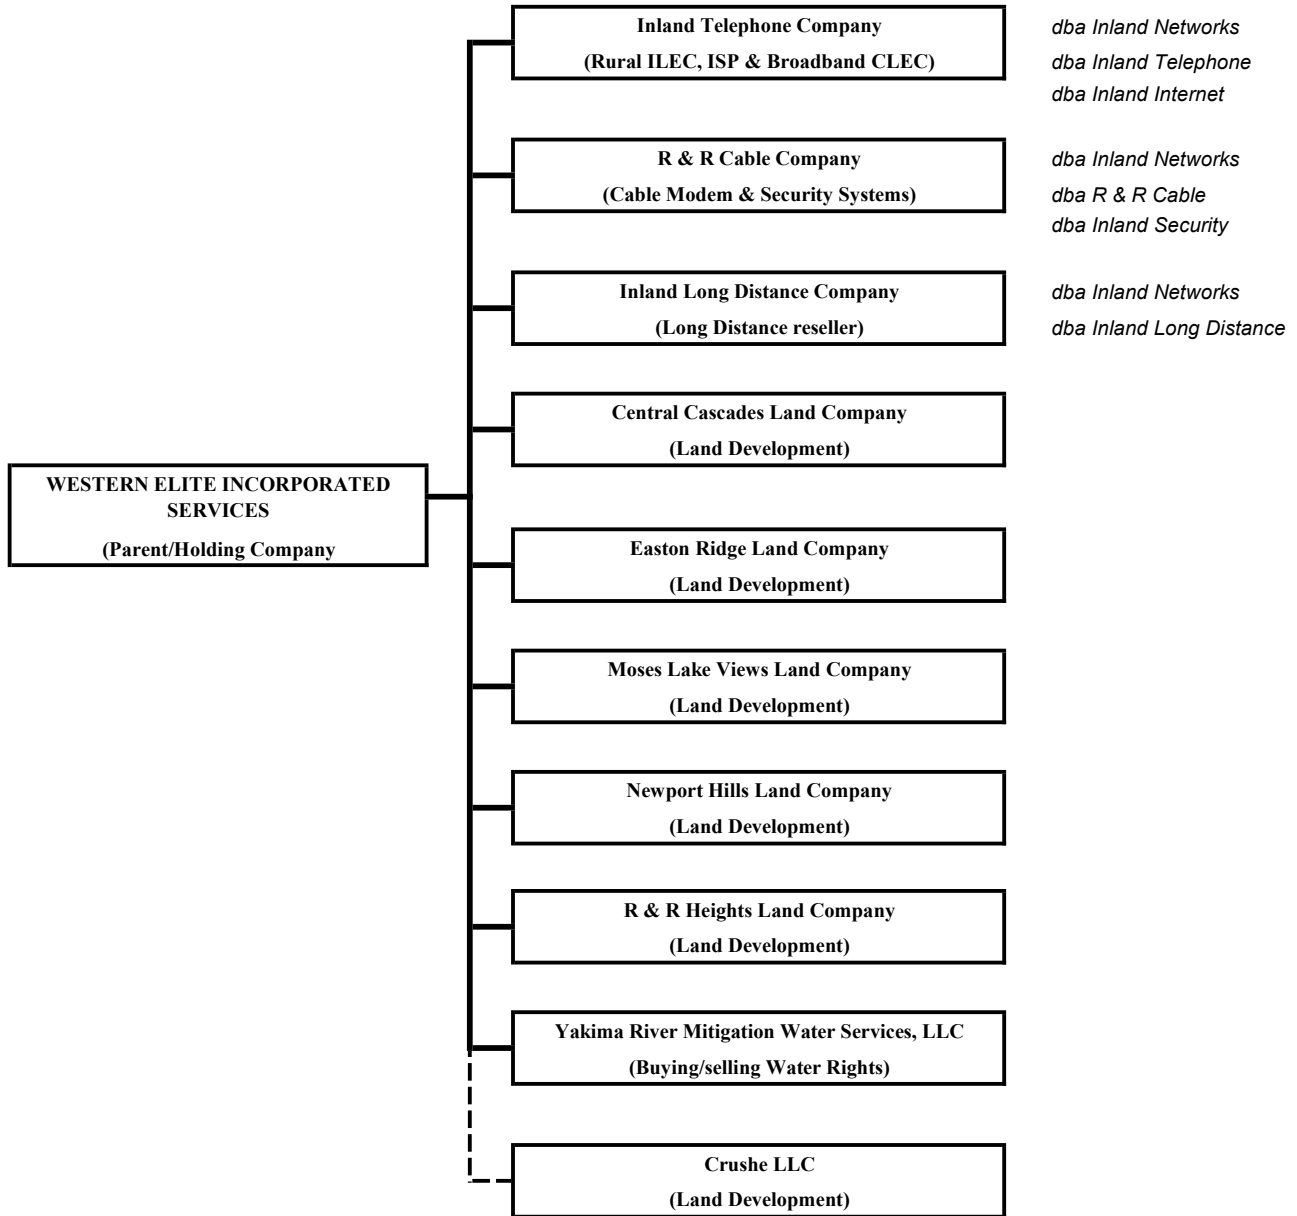 Inland Telephone Company
dba Inland Networks
(Rural ILEC, ISP & Broadband CLEC)
dba Inland Telephone
dba Inland Internet
R & R Cable Company
dba Inland Networks
(Cable Modem & Security Systems)
dba R & R Cable
dba Inland Security
Inland Long Distance Company
dba Inland Networks
(Long Distance reseller)
dba Inland Long Distance
Central Cascades Land Company
(Land Development)
WESTERN ELITE INCORPORATED
SERVICES
(Parent/Holding Company
Easton Ridge Land Company
(Land Development)
Moses Lake Views Land Company
(Land Development)
Newport Hills Land Company
(Land Development)
R & R Heights Land Company
(Land Development)
Yakima River Mitigation Water Services, LLC
(Buying/selling Water Rights)
Crushe LLC
(Land Development)